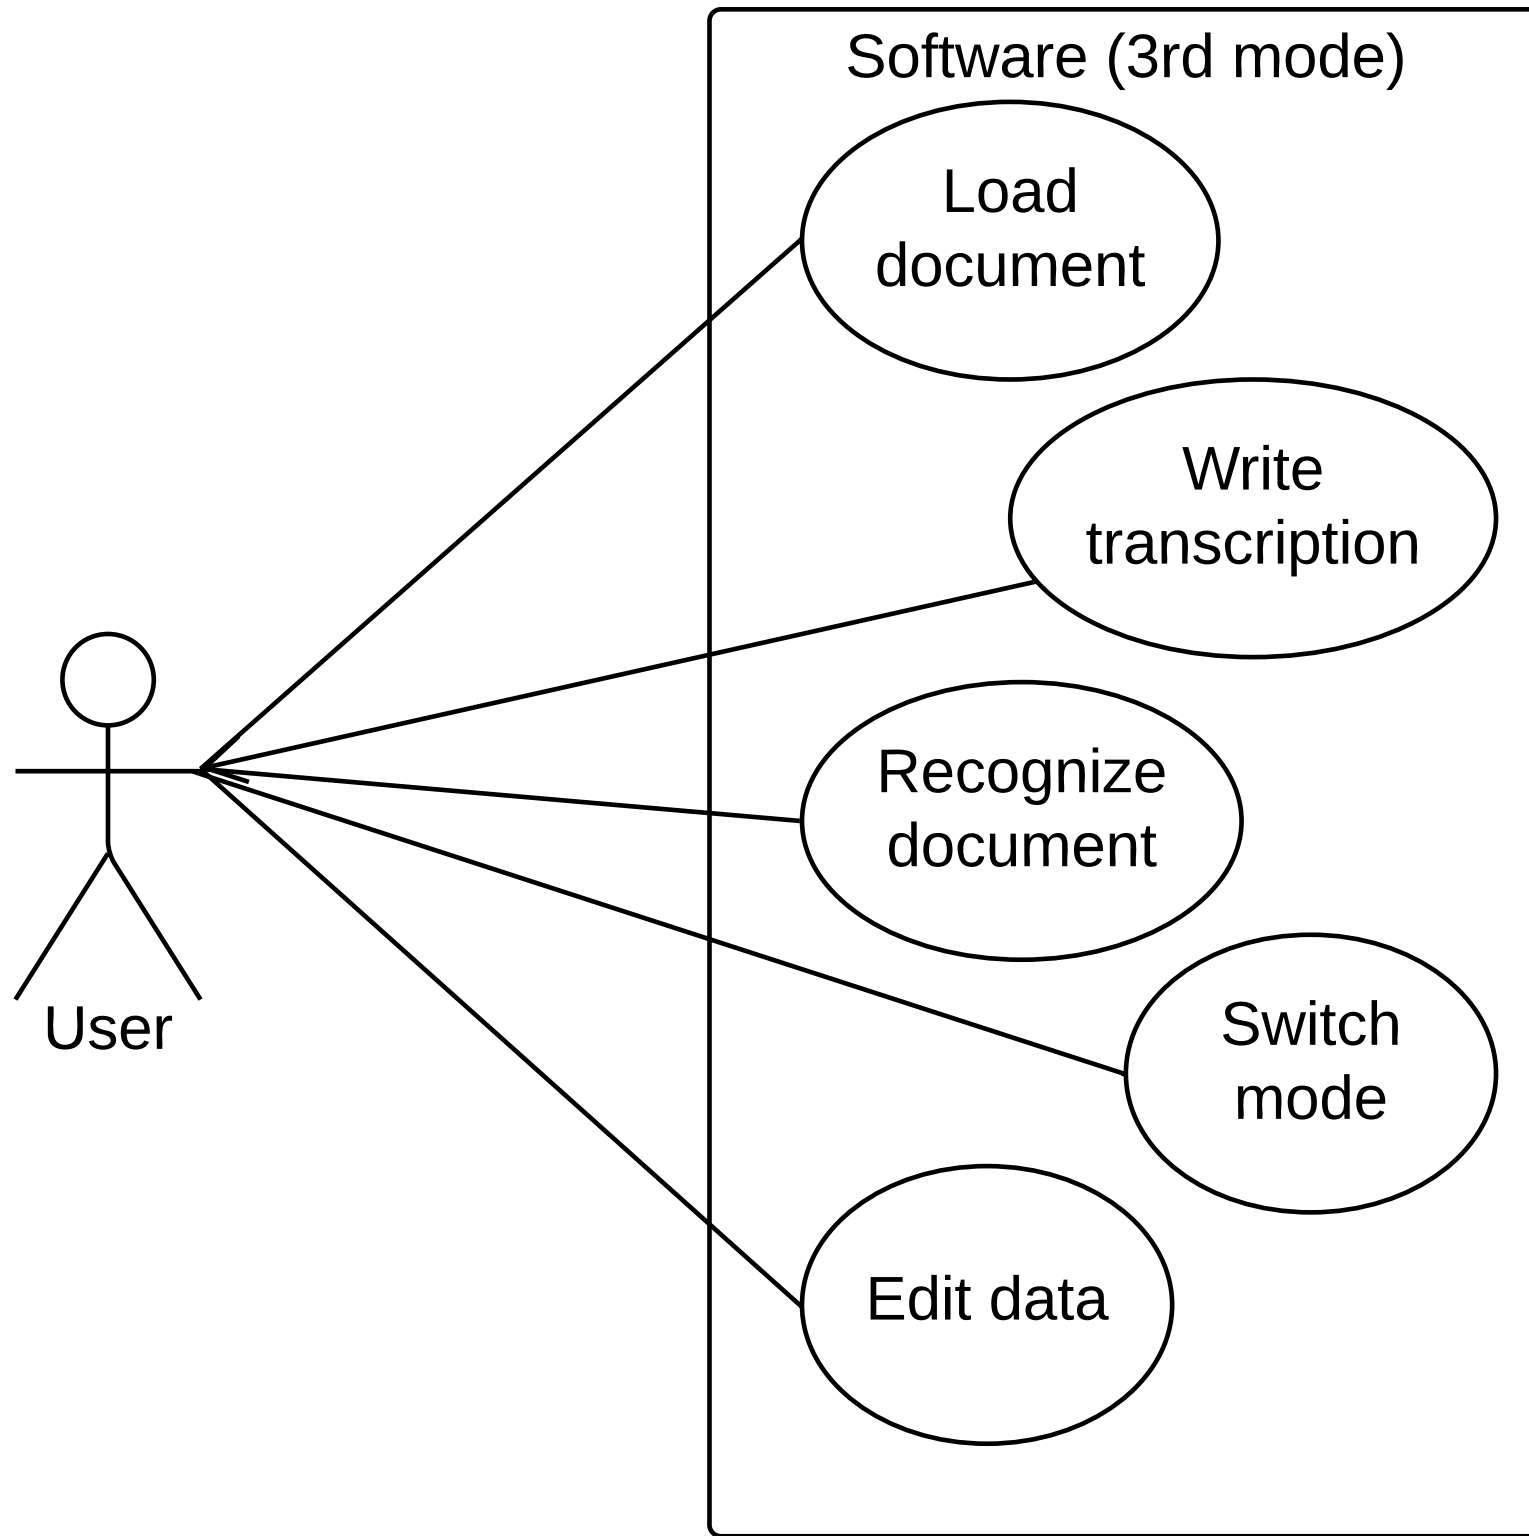 Software (3rd mode)
Load
document
Write
transcription
Recognize
document
User
Switch
mode
Edit data